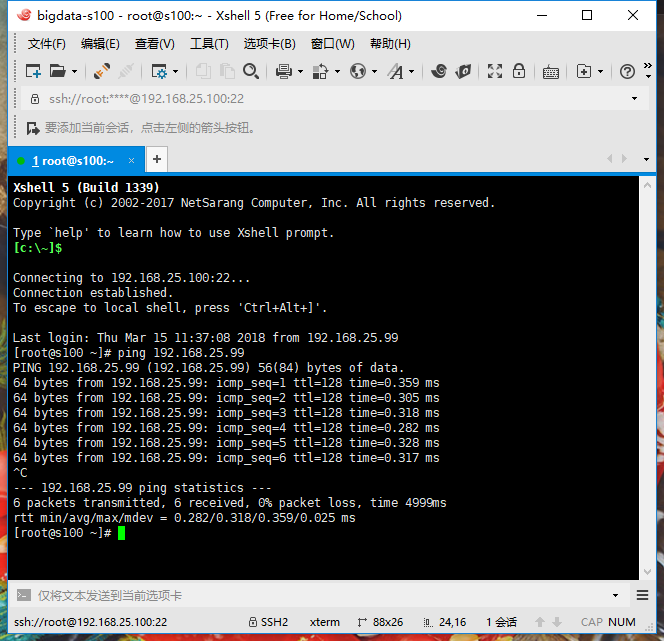 bigdata-s100 - root@s100:~ - Xshell 5 (Free for Home/School)
文件(F) 编辑(E) 查看(V) 工具(T) 选项卡(B) 窗口(W) 帮助(H)
ssh://root:****@192.168.25.100:22
要添加当前会话，点击左侧的箭头按钮。
1 root@s100:~ × +
Xshell 5 (Build 1339)
Copyright (c) 2002-2017 NetSarang Computer, Inc. All rights reserved.
Type `help' to learn how to use Xshell prompt.
[c:\~]$
Connecting to 192.168.25.100:22...
Connection established.
To escape to local shell, press 'Ctrl+Alt+]'.
Last login: Thu Mar 15 11:37:08 2018 from 192.168.25.99
[root@s100 ~]# ping 192.168.25.99
PING 192.168.25.99 (192.168.25.99) 56(84) bytes of data.
64 bytes from 192.168.25.99: icmp_seq=1 ttl=128 time=0.359 ms
64 bytes from 192.168.25.99: icmp_seq=2 ttl=128 time=0.305 ms
64 bytes from 192.168.25.99: icmp_seq=3 ttl=128 time=0.318 ms
64 bytes from 192.168.25.99: icmp_seq=4 ttl=128 time=0.282 ms
64 bytes from 192.168.25.99: icmp_seq=5 ttl=128 time=0.328 ms
64 bytes from 192.168.25.99: icmp_seq=6 ttl=128 time=0.317 ms
^C
--- 192.168.25.99 ping statistics ---
6 packets transmitted, 6 received, 0% packet loss, time 4999ms
rtt min/avg/max/mdev = 0.282/0.318/0.359/0.025 ms
[root@s100 ~]#
仅将文本发送到当前选项卡
ssh://root@192.168.25.100:22 SSH2 xterm 88x26 24,16 1 会话 CAP NUM